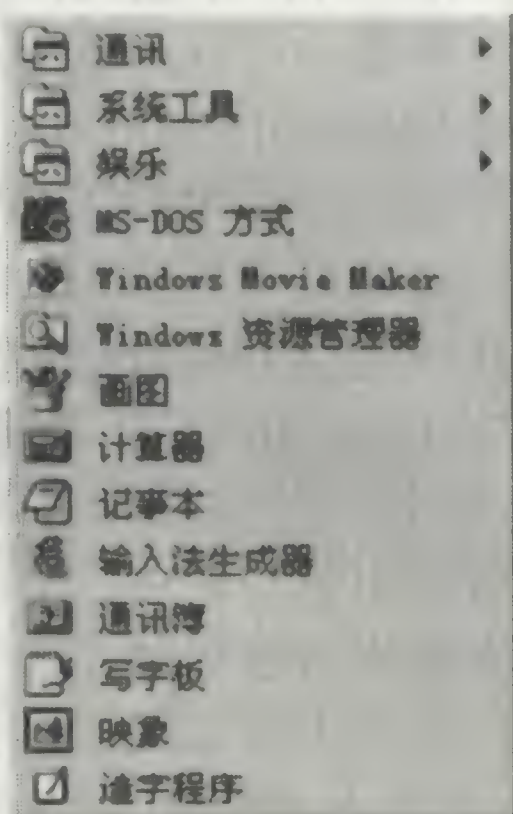 通讯
系统工具
娱乐
MS-DOS 方式
Windows Movie Maker
Windows 资源管理器
画图
计算器
记事本
输入法生成器
通讯簿
写字板
映象
造字程序